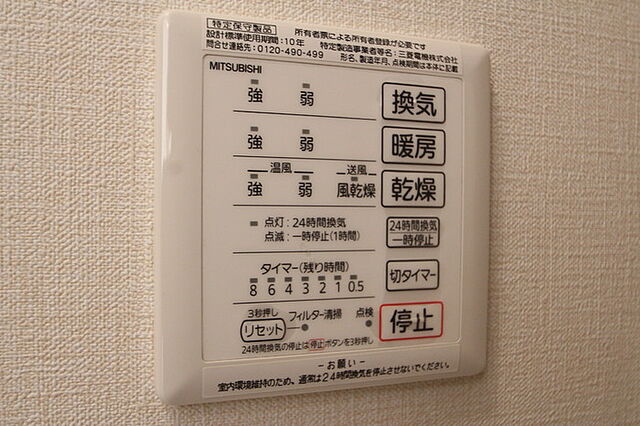 特定保守製品 所有者票による所有者登録が必要です
設計標準使用期間:10年 特定製造事業者等名:三菱電機株式会社
問合せ連絡先:0120-490-499 形名、製造年月、点検期間は本体に記載
MITSUBISHI
強 弱 換気
強 弱 暖房
温風 送風
強 弱 風乾燥 乾燥
点灯:24時間換気
点滅:一時停止(1時間)
24時間換気
一時停止
タイマー(残り時間)
8 6 4 3 2 1 0.5
切タイマー
3秒押し
リセット フィルター清掃 点検
停止
24時間換気の停止は停止ボタンを3秒押し
-お願い-
室内環境維持のため、通常は24時間換気を停止させないでください。